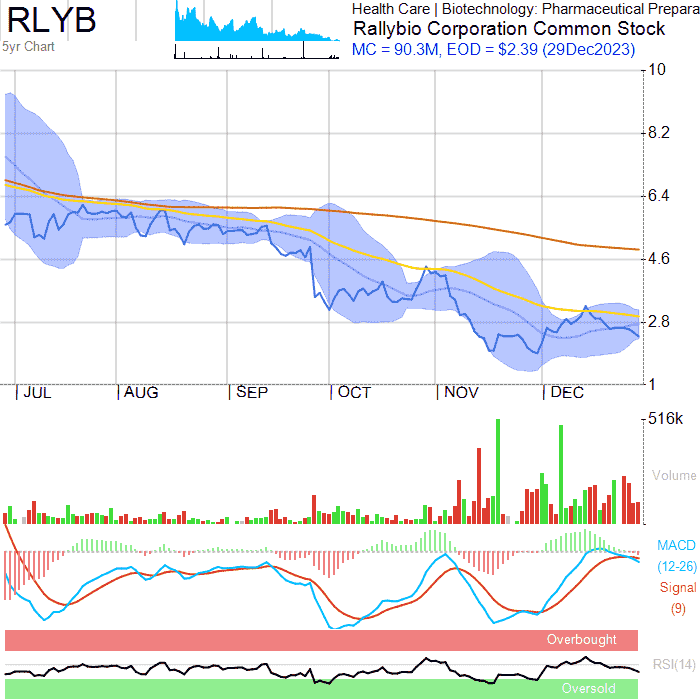 RLYB
5yr Chart
Health Care | Biotechnology: Pharmaceutical Prepara
Rallybio Corporation Common Stock
MC = 90.3M, EOD = $2.39 (29Dec2023)
10
8.2
6.4
4.6
2.8
1
JUL
AUG
SEP
OCT
NOV
DEC
516k
Volume
MACD
(12-26)
Signal
(9)
Overbought
RSI(14)
Oversold